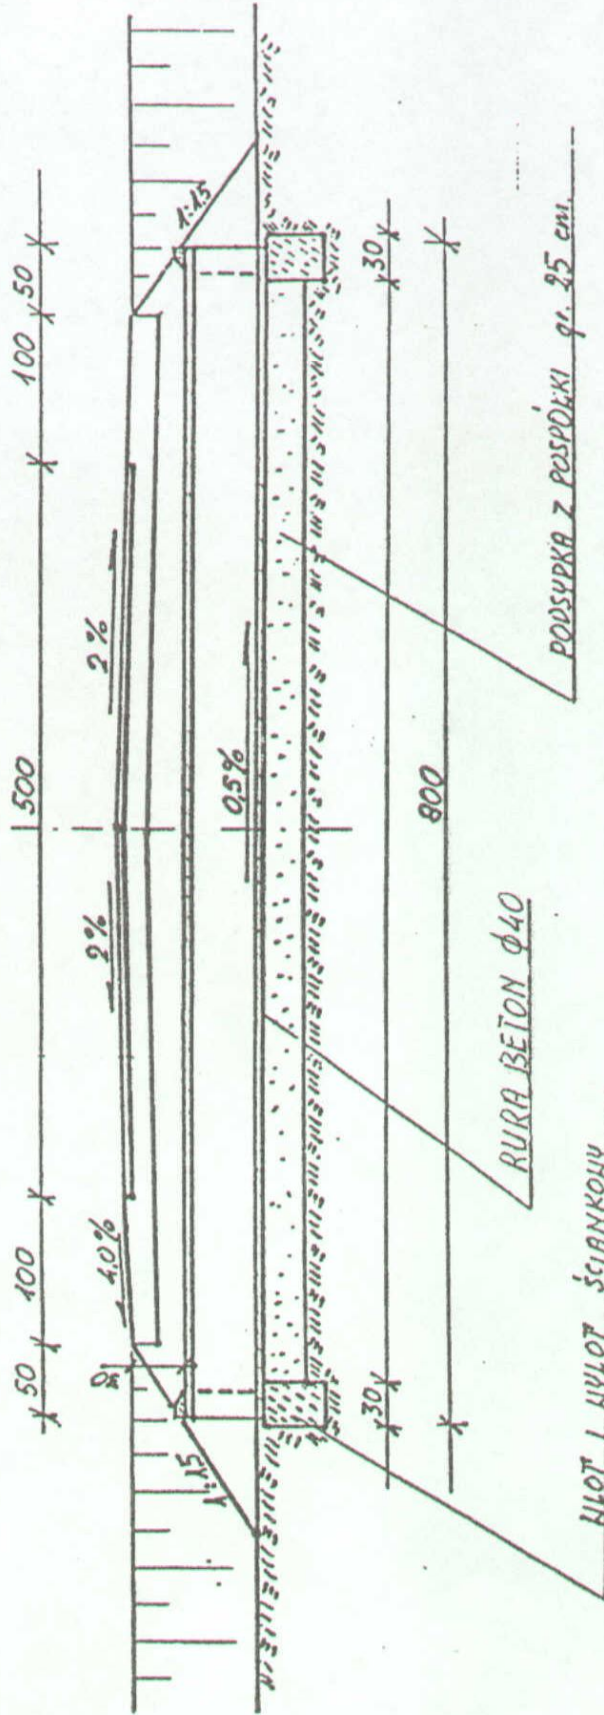 50 100 500 100 50
4.0% 2% 2%
1:1.5 1:1.5
0.5%
30 30
800
RURA BETON ϕ40
PODSYPKA Z POSPÓŁKI gr. 25 cm.
WLOT I WYLOT ŚCIANKOWY